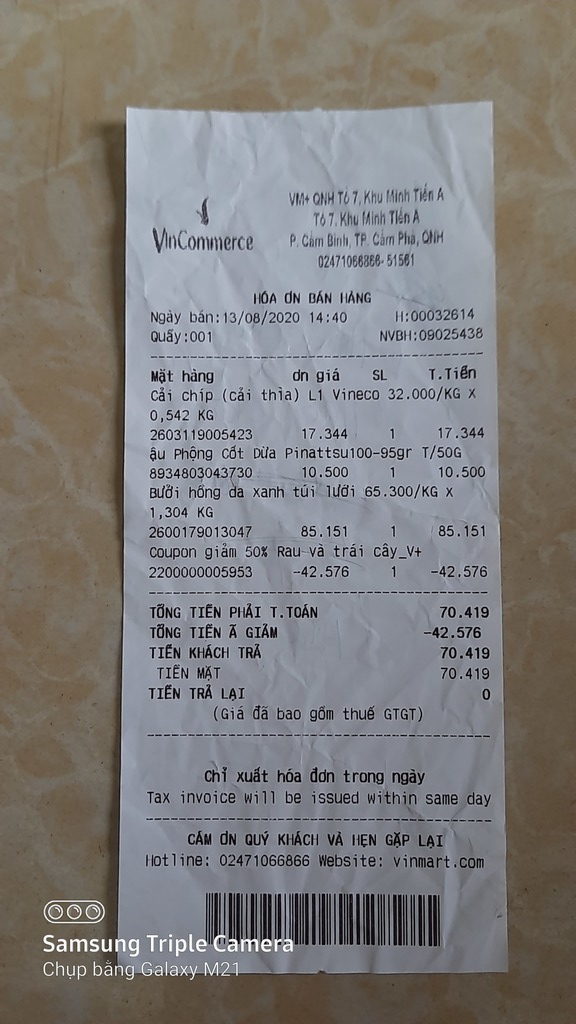 VinCommerce
VM+ QNH Tổ 7, Khu Minh Tiến A
Tổ 7, Khu Minh Tiến A
P. Cẩm Bình, TP. Cẩm Phả, QNH
02471066866-51561
HÓA ƠN BÁN HÀNG
Ngày bán:13/08/2020 14:40 H:00032614
Quầy:001 NVBH:09025438
Mặt hàng ơn giá SL T.Tiền
Cải chip (cải thìa) L1 Vineco 32.000/KG X
0,542 KG
2603119005423 17.344 1 17.344
ậu Phộng Cốt Dừa Pinattsu100-95gr T/50G
8934803043730 10.500 1 10.500
Bưởi hồng da xanh túi lưới 65.300/KG X
1,304 KG
2600179013047 85.151 1 85.151
Coupon giảm 50% Rau và trái cây_V+
2200000005953 -42.576 1 -42.576
TỔNG TIỀN PHẢI T.TOÁN 70.419
TỔNG TIỀN Ã GIẢM -42.576
TIỀN KHÁCH TRẢ 70.419
TIỀN MẶT 70.419
TIỀN TRẢ LẠI 0
(Giá đã bao gồm thuế GTGT)
Chỉ xuất hóa đơn trong ngày
Tax invoice will be issued within same day
CÁM ƠN QUÝ KHÁCH VÀ HẸN GẶP LẠI
Hotline: 02471066866 Website: vinmart.com
Samsung Triple Camera
Chụp bằng Galaxy M21